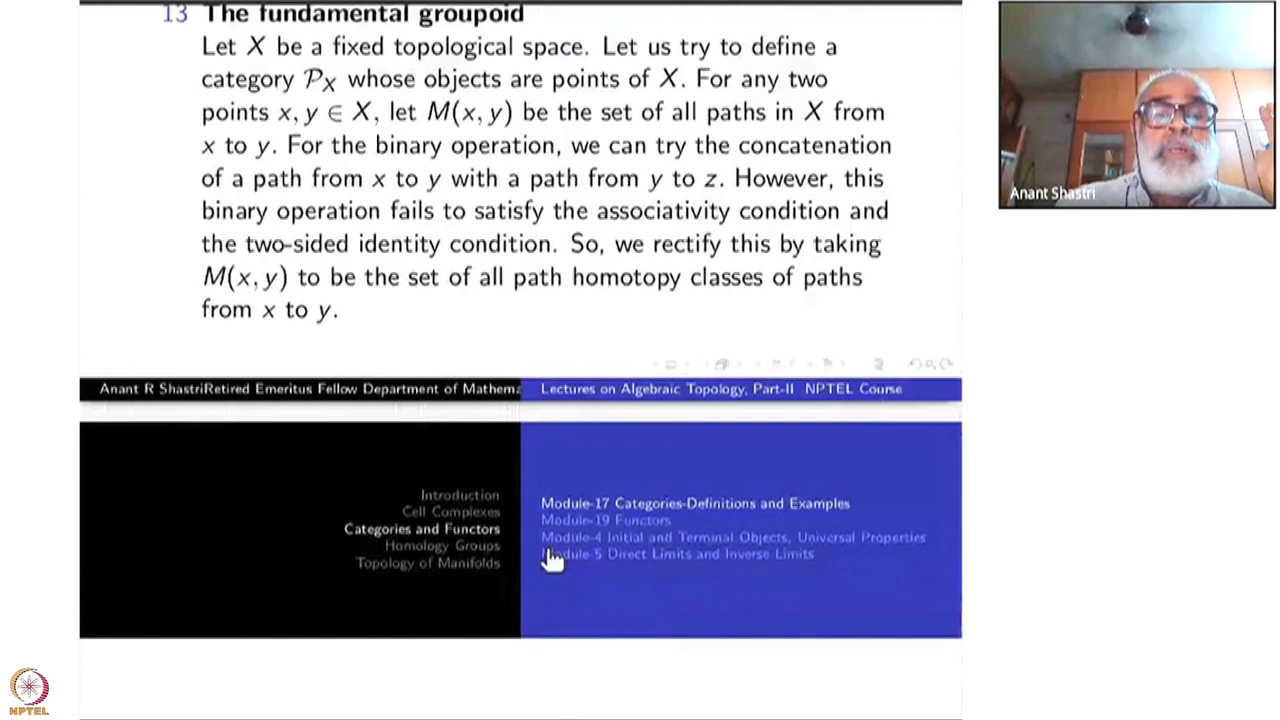 13 The fundamental groupoid
Let X be a fixed topological space. Let us try to define a
category 𝒫X whose objects are points of X. For any two
points x, y ∈ X, let M(x, y) be the set of all paths in X from
x to y. For the binary operation, we can try the concatenation
of a path from x to y with a path from y to z. However, this
binary operation fails to satisfy the associativity condition and
the two-sided identity condition. So, we rectify this by taking
M(x, y) to be the set of all path homotopy classes of paths
from x to y.
Anant R ShastriRetired Emeritus Fellow Department of Mathema
Lectures on Algebraic Topology, Part-II NPTEL Course
Introduction
Cell Complexes
Categories and Functors
Homology Groups
Topology of Manifolds
Module-17 Categories-Definitions and Examples
Module-19 Functors
Module-4 Initial and Terminal Objects, Universal Properties
Module-5 Direct Limits and Inverse Limits
Anant Shastri
NPTEL